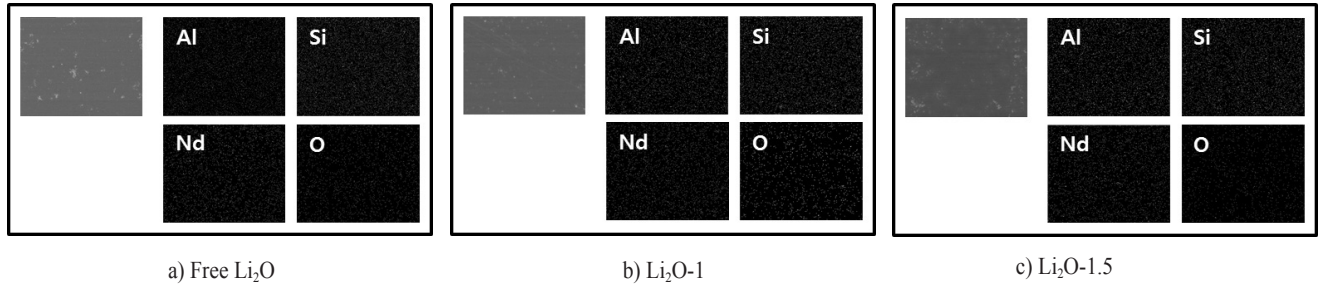 Al
Si
Nd
O
a) Free Li₂O
Al
Si
Nd
O
b) Li₂O-1
Al
Si
Nd
O
c) Li₂O-1.5